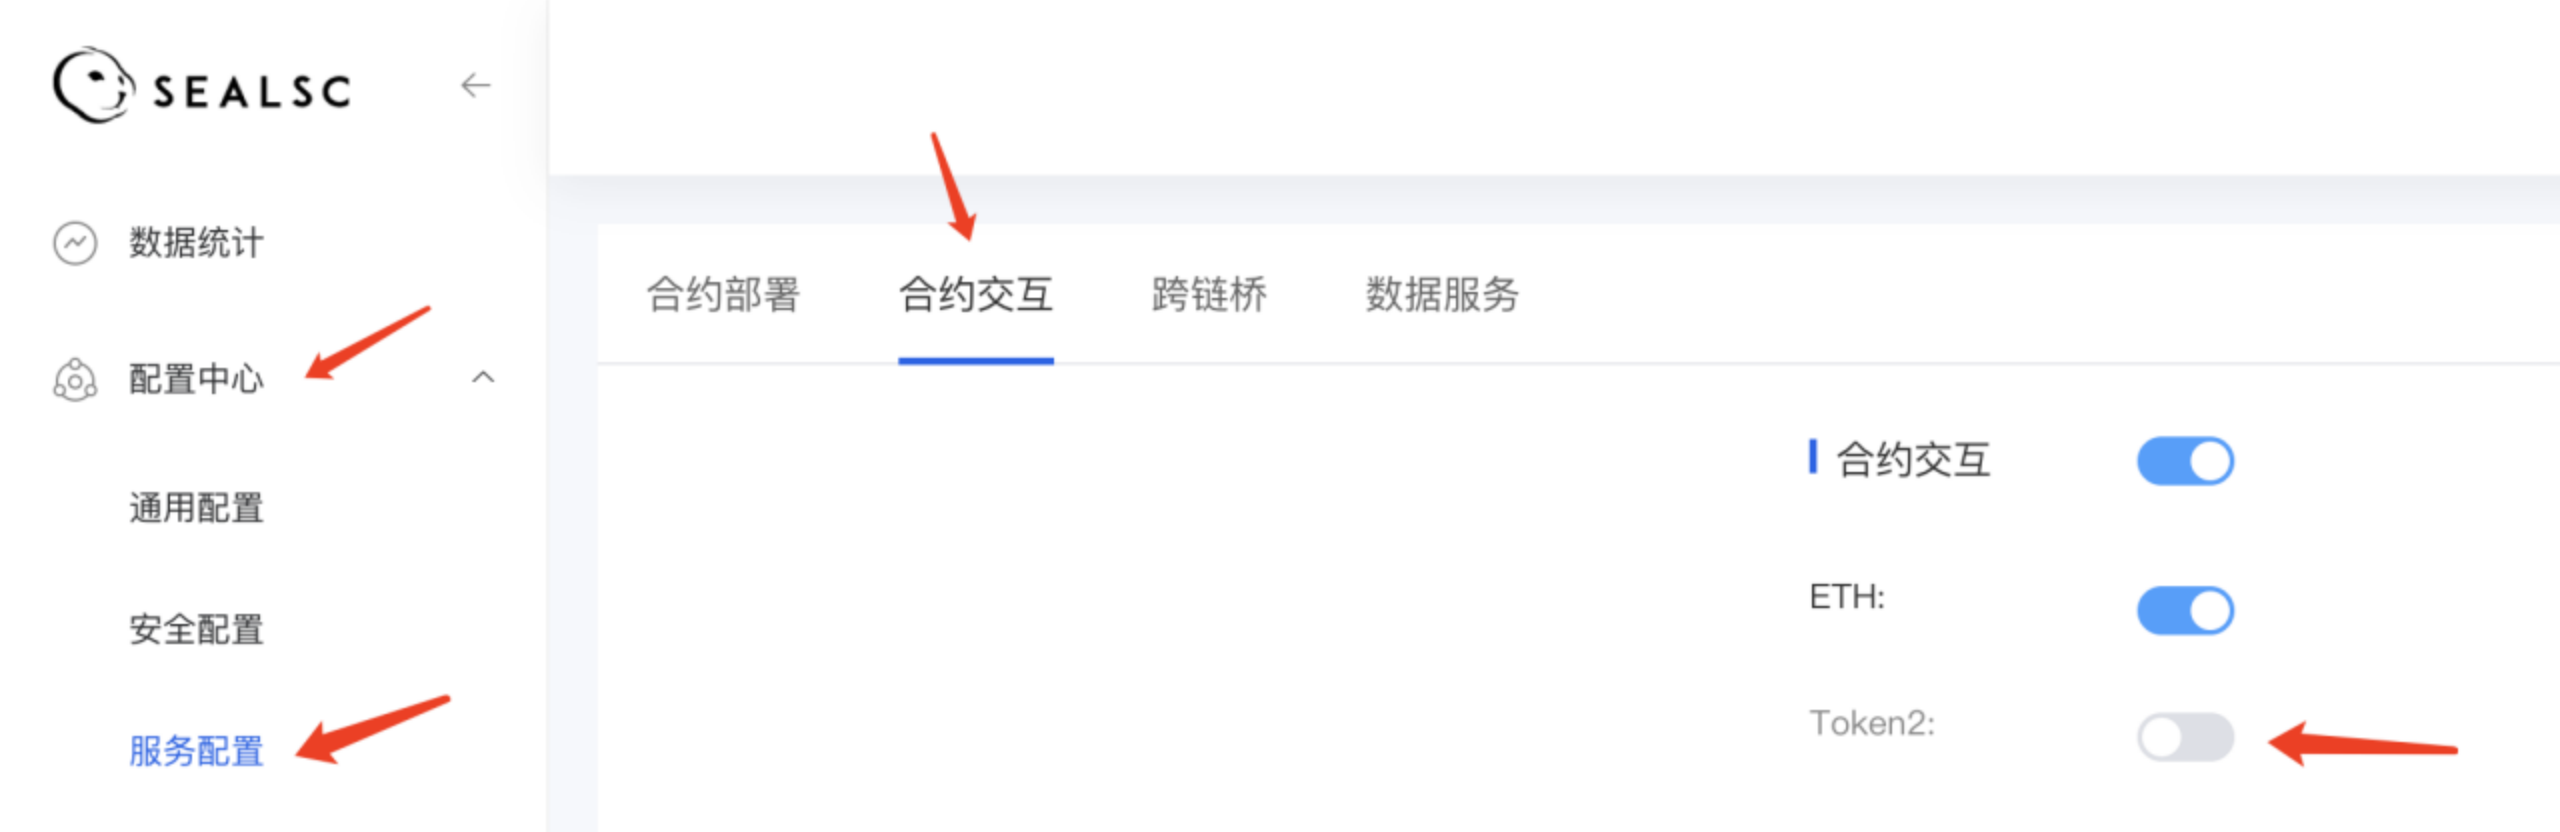 SEALSC
数据统计
配置中心
通用配置
安全配置
服务配置
合约部署 合约交互 跨链桥 数据服务
合约交互
ETH:
Token2: